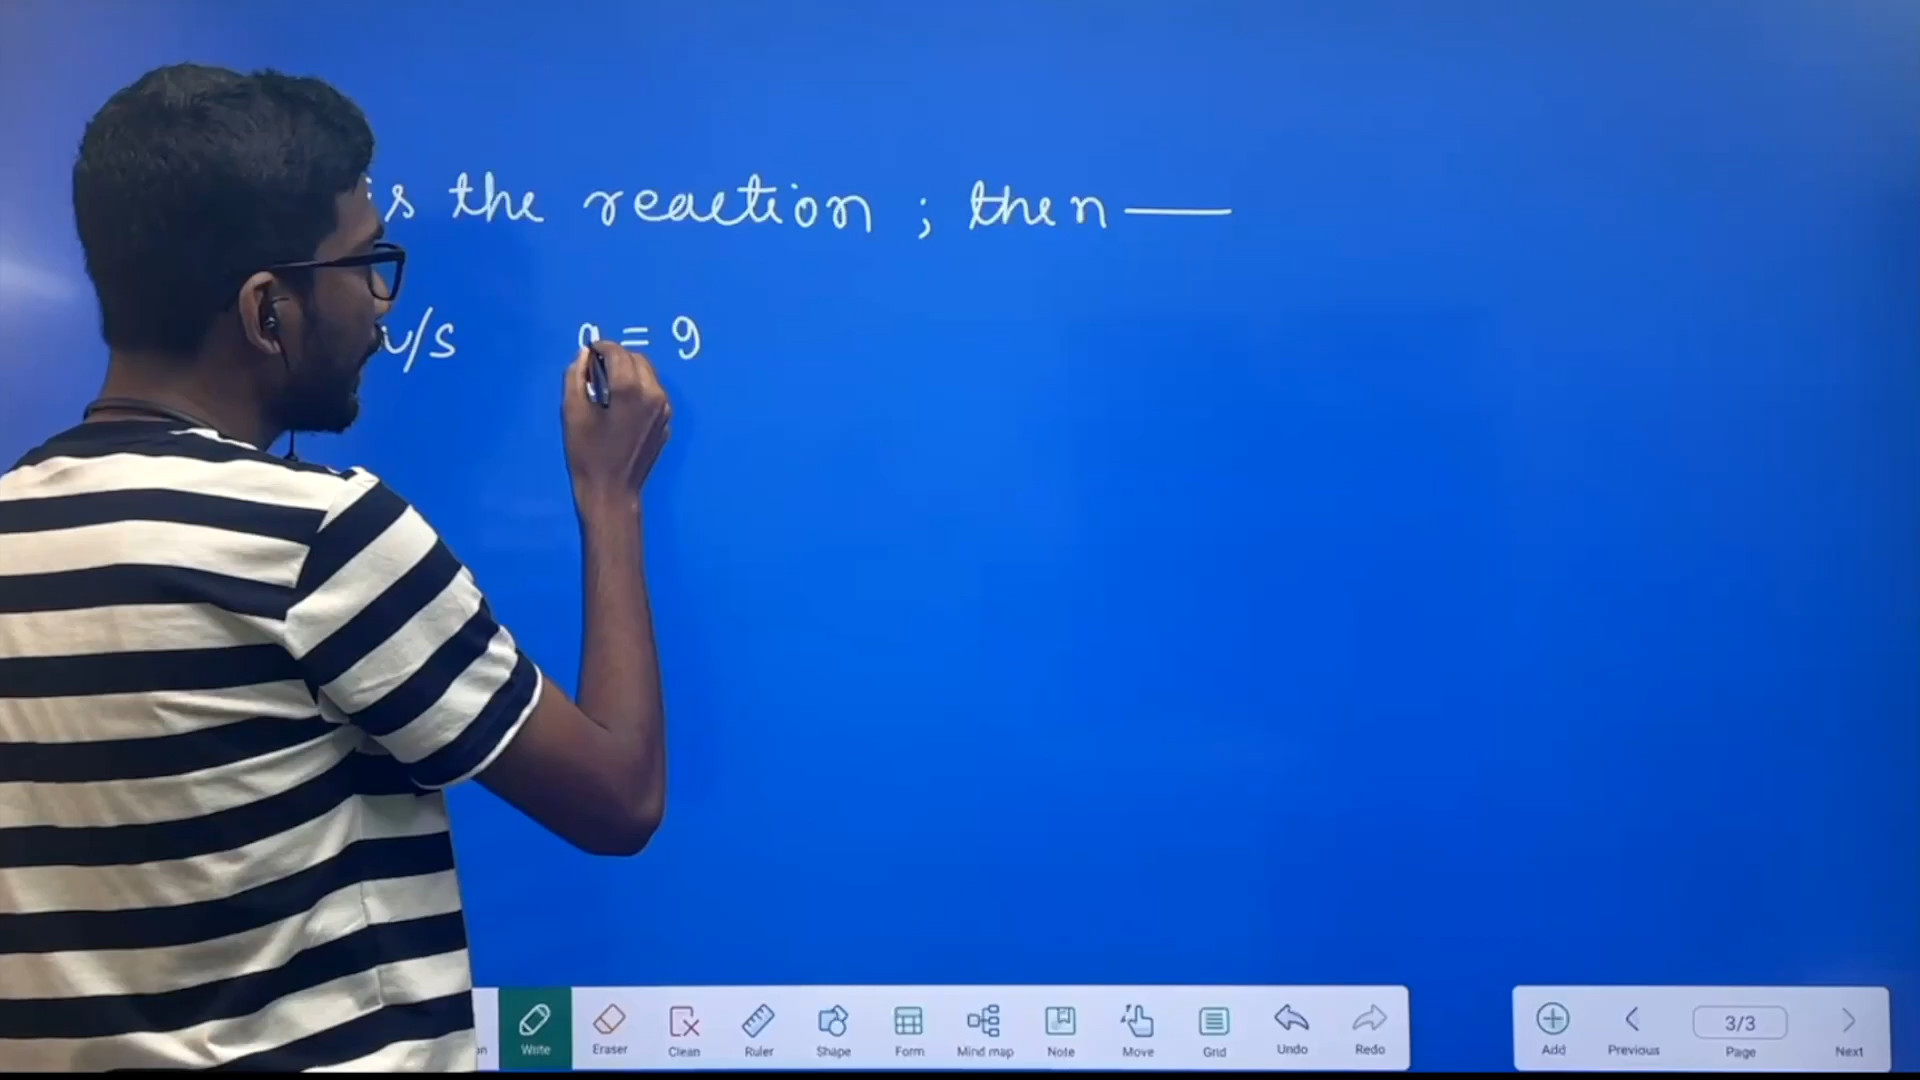 is the reaction ; then —
v/s = 9
Write Eraser Clean Ruler Shape Form Mind map Note Move Grid Undo Redo Add Previous 3/3 Page Next